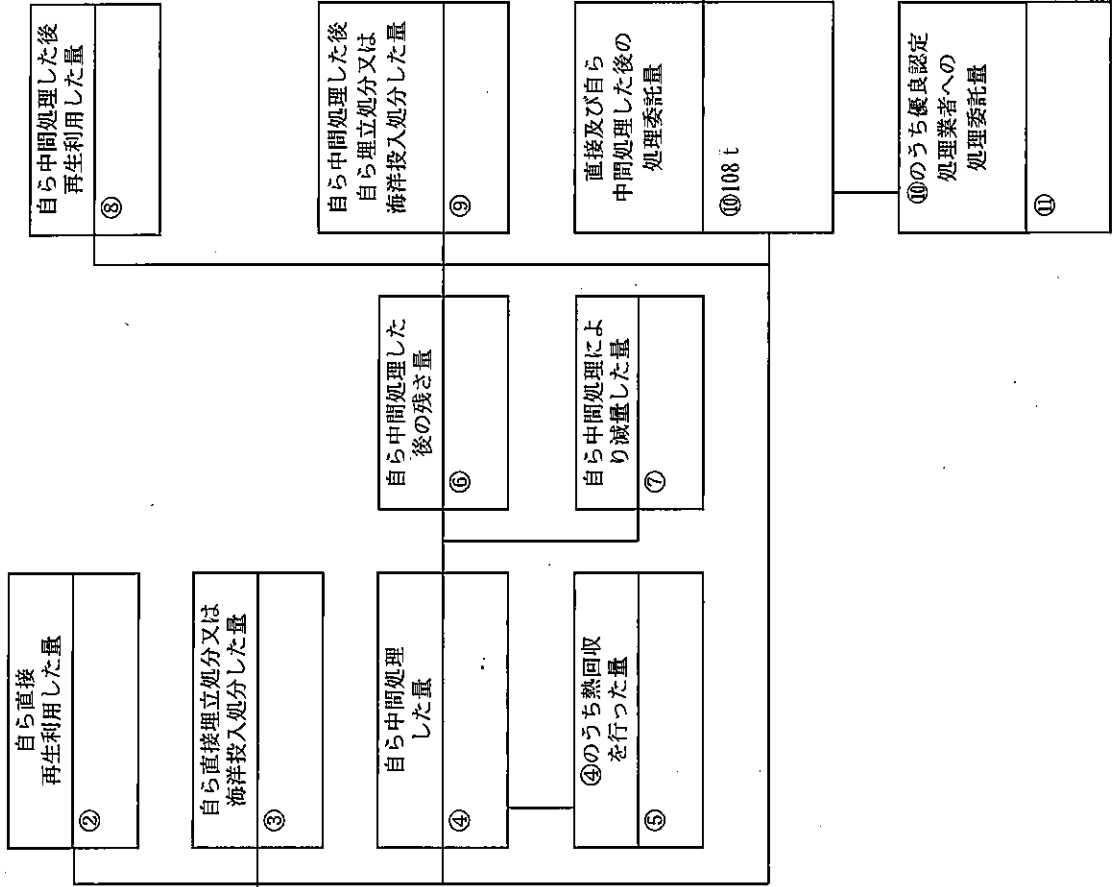 自ら直接
再生利用した量
②
自ら直接埋立処分又は
海洋投入処分した量
③
自ら中間処理
した量
④
④のうち熱回収
を行った量
⑤
自ら中間処理した
後の残さ量
⑥
自ら中間処理によ
り減量した量
⑦
自ら中間処理した後
再生利用した量
⑧
自ら中間処理した後
自ら埋立処分又は
海洋投入処分した量
⑨
直接及び自ら
中間処理した後の
処理委託量
⑩108 t
⑩のうち優良認定
処理業者への
処理委託量
⑪